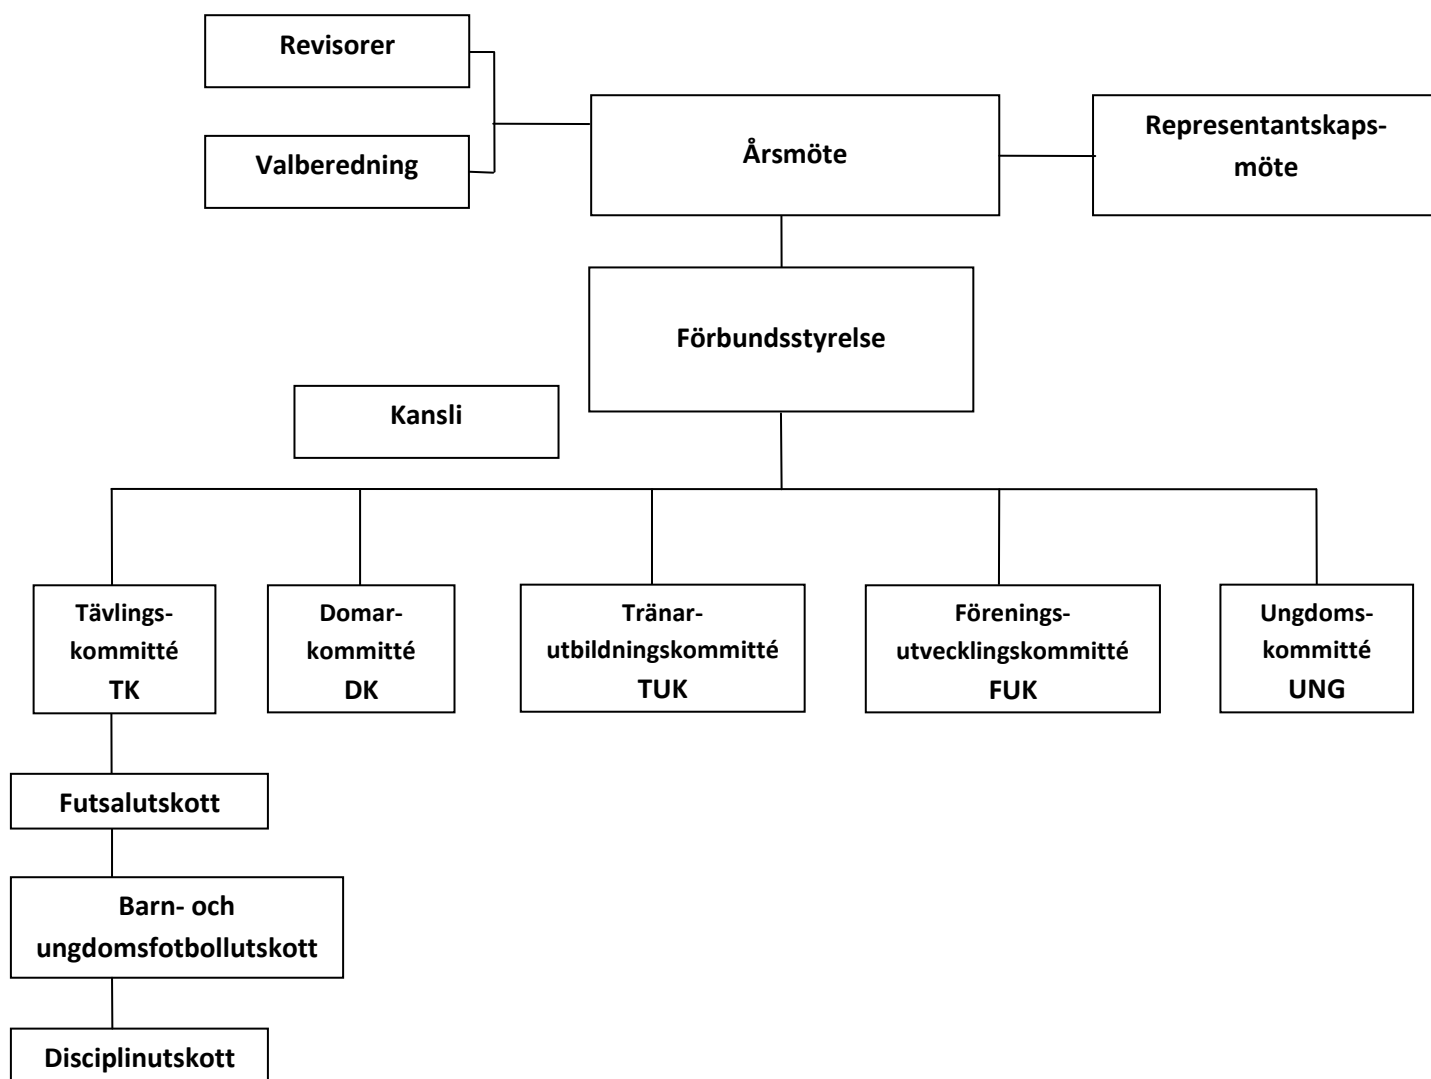 Revisorer
Valberedning
Årsmöte
Representantskaps-
möte
Förbundsstyrelse
Kansli
Tävlings-
kommitté
TK
Domar-
kommitté
DK
Tränar-
utbildningskommitté
TUK
Förenings-
utvecklingskommitté
FUK
Ungdoms-
kommitté
UNG
Futsalutskott
Barn- och
ungdomsfotbollutskott
Disciplinutskott